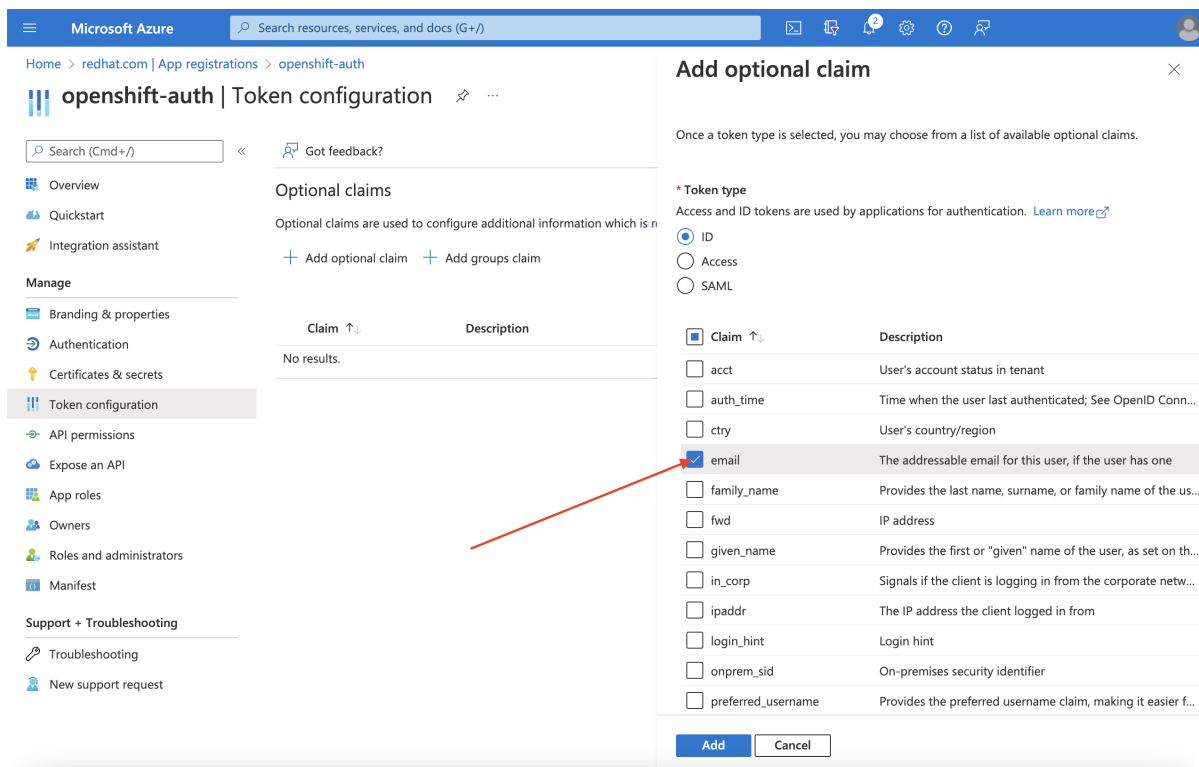 Microsoft Azure
Search resources, services, and docs (G+/)
2
Home > redhat.com | App registrations > openshift-auth
openshift-auth | Token configuration
...
Search (Cmd+/)
«
Overview
Quickstart
Integration assistant
Manage
Branding & properties
Authentication
Certificates & secrets
Token configuration
API permissions
Expose an API
App roles
Owners
Roles and administrators
Manifest
Support + Troubleshooting
Troubleshooting
New support request
Got feedback?
Optional claims
Optional claims are used to configure additional information which is
+ Add optional claim + Add groups claim
Claim ↑↓ Description
No results.
Add optional claim
Once a token type is selected, you may choose from a list of available optional claims.
* Token type
Access and ID tokens are used by applications for authentication. Learn more
ID
Access
SAML
Claim ↑↓ Description
acct User's account status in tenant
auth_time Time when the user last authenticated; See OpenID Conn...
ctry User's country/region
email The addressable email for this user, if the user has one
family_name Provides the last name, surname, or family name of the us...
fwd IP address
given_name Provides the first or "given" name of the user, as set on th...
in_corp Signals if the client is logging in from the corporate netw...
ipaddr The IP address the client logged in from
login_hint Login hint
onprem_sid On-premises security identifier
preferred_username Provides the preferred username claim, making it easier f...
Add Cancel